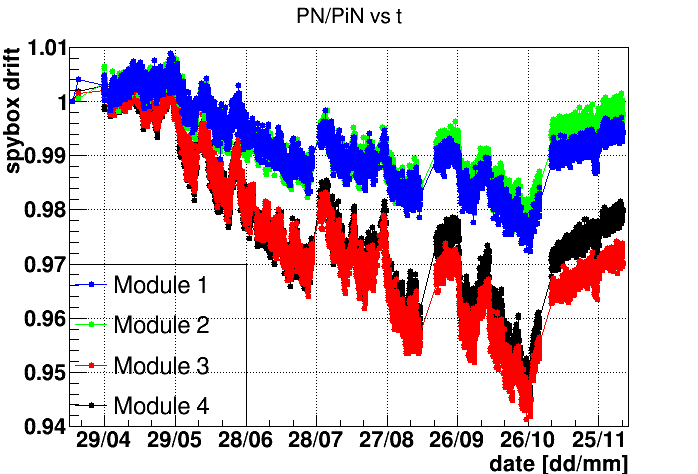 PN/PiN vs t
spybox drift
1.01
1
0.99
0.98
0.97
0.96
0.95
0.94
Module 1
Module 2
Module 3
Module 4
29/04 29/05 28/06 28/07 27/08 26/09 26/10 25/11
date [dd/mm]